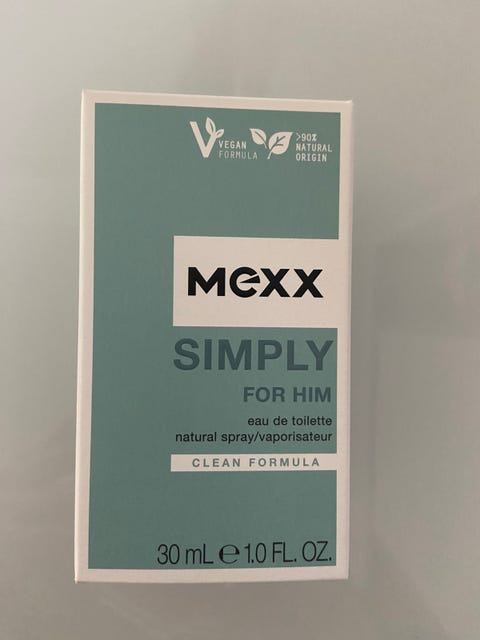 VEGAN
FORMULA
>90%
NATURAL
ORIGIN
mexx
SIMPLY
FOR HIM
eau de toilette
natural spray/vaporisateur
CLEAN FORMULA
30 mL ℮ 1.0 FL. OZ.